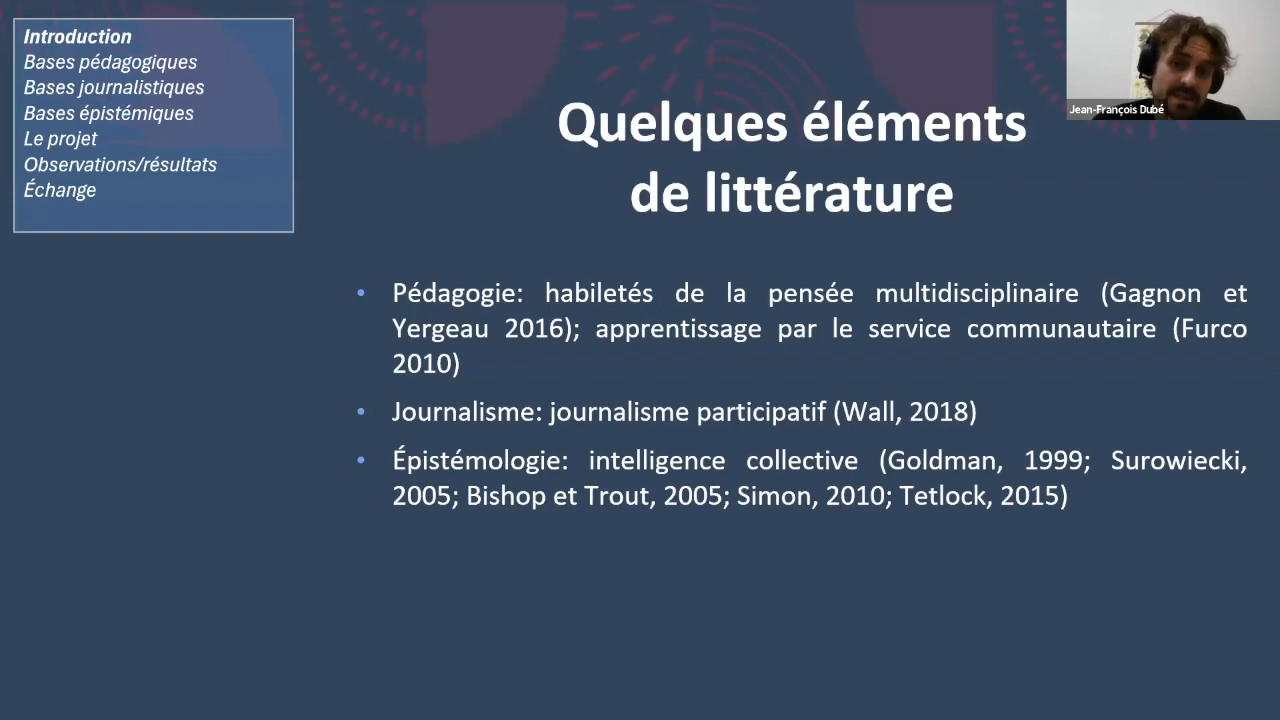 Introduction
Bases pédagogiques
Bases journalistiques
Bases épistémiques
Le projet
Observations/résultats
Échange
Jean-François Dubé
Quelques éléments
de littérature
• Pédagogie: habiletés de la pensée multidisciplinaire (Gagnon et
Yergeau 2016); apprentissage par le service communautaire (Furco
2010)
• Journalisme: journalisme participatif (Wall, 2018)
• Épistémologie: intelligence collective (Goldman, 1999; Surowiecki,
2005; Bishop et Trout, 2005; Simon, 2010; Tetlock, 2015)